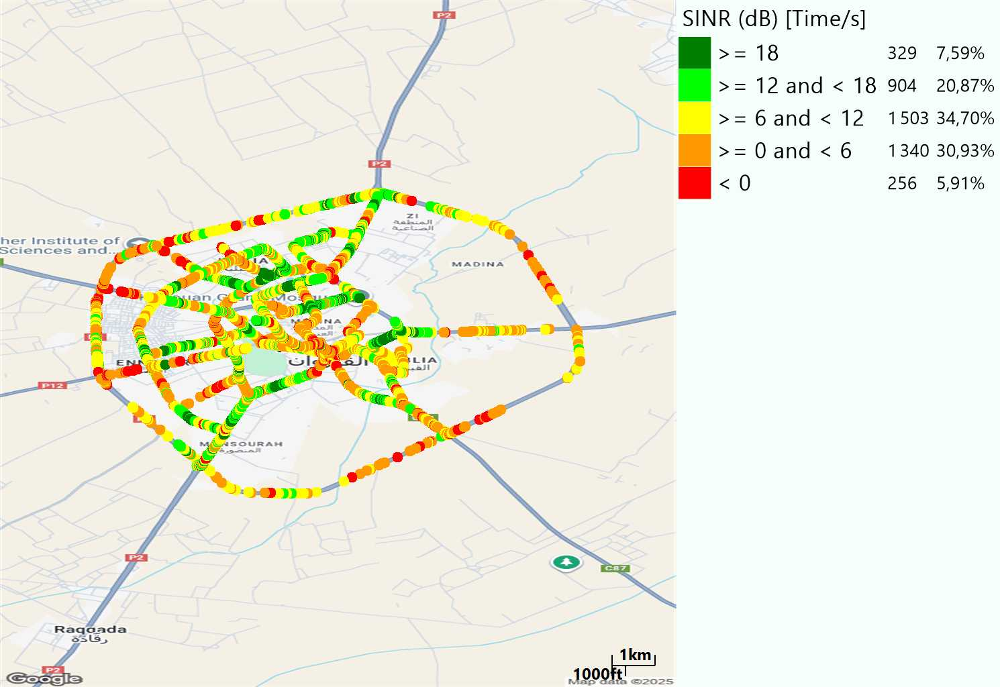 SINR (dB) [Time/s]
>= 18 329 7,59%
>= 12 and < 18 904 20,87%
>= 6 and < 12 1 503 34,70%
>= 0 and < 6 1 340 30,93%
< 0 256 5,91%
P2
P2
ZI
المنطقة
الصناعية
her Institute of
Sciences and...
MADINA
P12
القيروان
MANSOURAH
المنصورة
P2
C87
Raqqada
رقادة
P2
1km
1000ft
Google
Map data ©2025